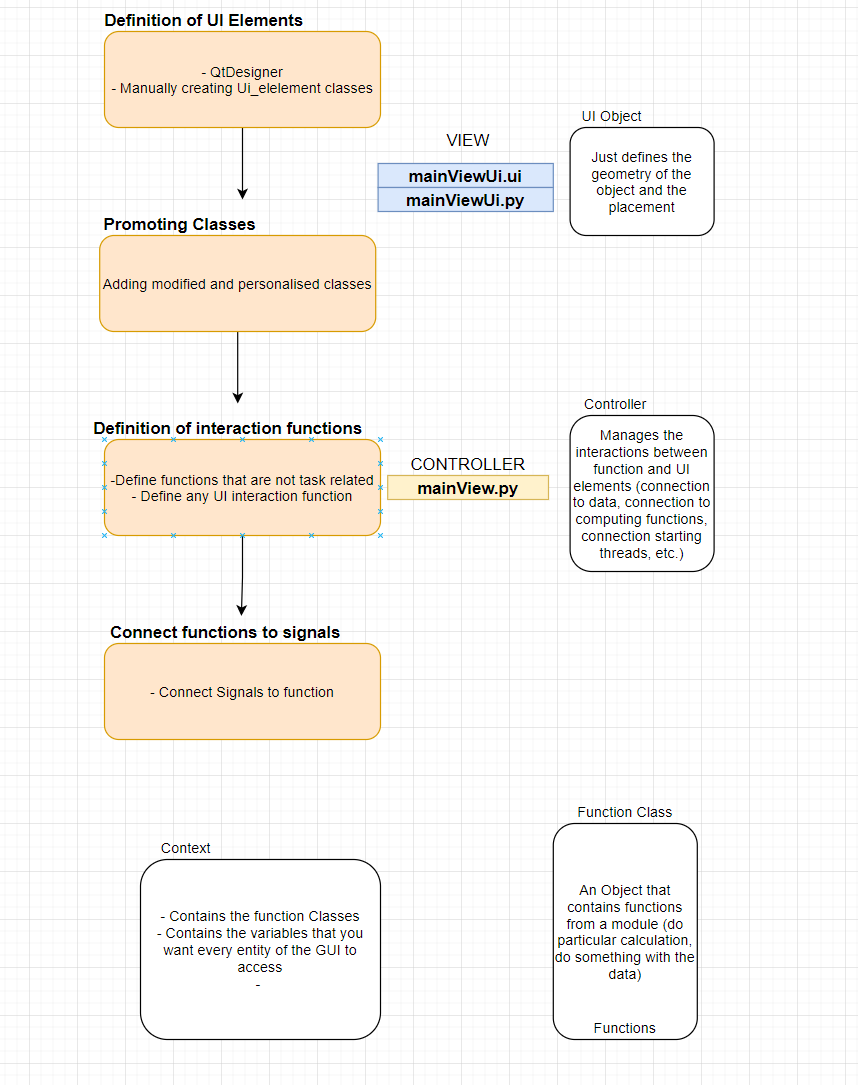 Definition of UI Elements
- QtDesigner
- Manually creating Ui_elelement classes
UI Object
VIEW
mainViewUi.ui
mainViewUi.py
Just defines the
geometry of the
object and the
placement
Promoting Classes
Adding modified and personalised classes
Controller
Definition of interaction functions
-Define functions that are not task related
- Define any UI interaction function
CONTROLLER
mainView.py
Manages the
interactions between
function and UI
elements (connection
to data, connection to
computing functions,
connection starting
threads, etc.)
Connect functions to signals
- Connect Signals to function
Context
- Contains the function Classes
- Contains the variables that you
want every entity of the GUI to
access
-
Function Class
An Object that
contains functions
from a module (do
particular calculation,
do something with the
data)
Functions